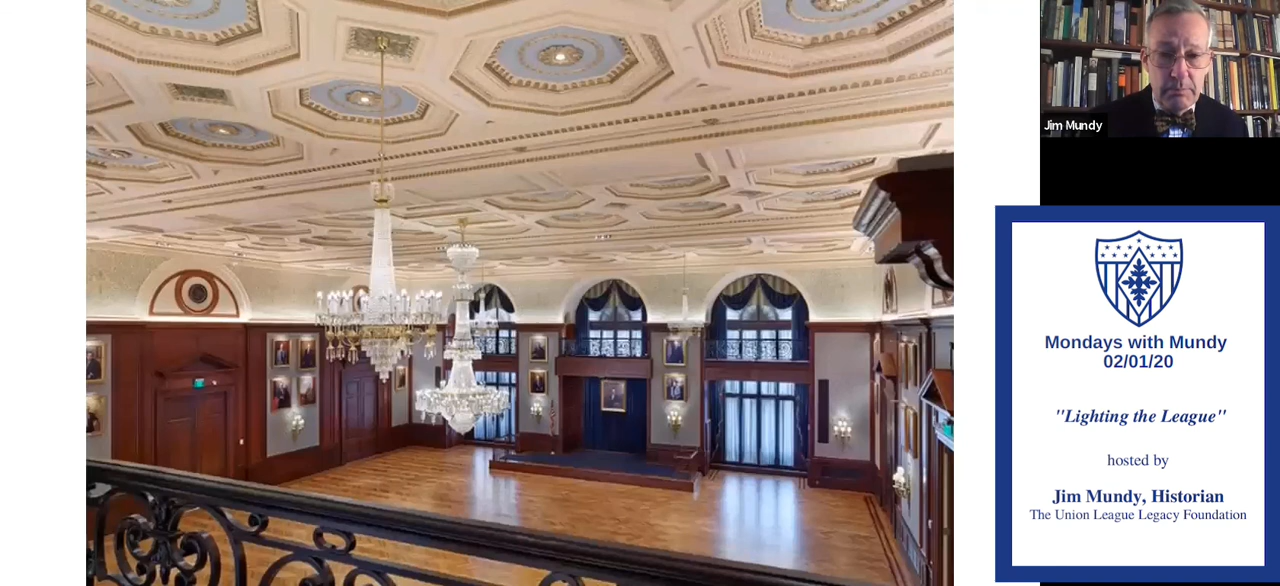 Jim Mundy
Mondays with Mundy
02/01/20
"Lighting the League"
hosted by
Jim Mundy, Historian
The Union League Legacy Foundation